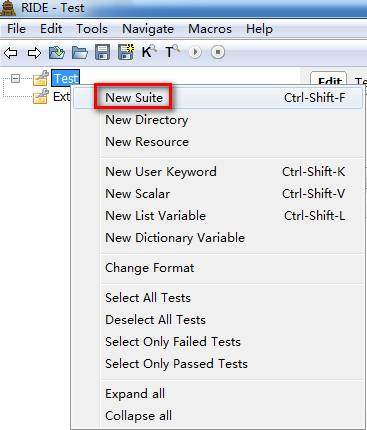 RIDE - Test
File Edit Tools Navigate Macros Help
K T
Test
Edit
Ext
New Suite Ctrl-Shift-F
New Directory
New Resource
New User Keyword Ctrl-Shift-K
New Scalar Ctrl-Shift-V
New List Variable Ctrl-Shift-L
New Dictionary Variable
Change Format
Select All Tests
Deselect All Tests
Select Only Failed Tests
Select Only Passed Tests
Expand all
Collapse all